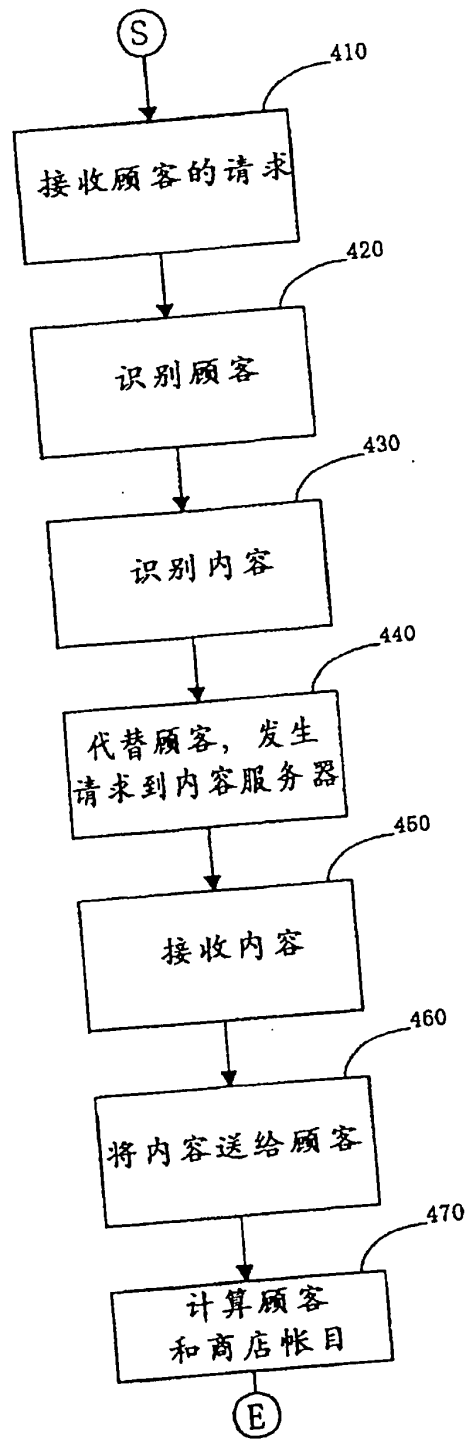 S
410
接收顾客的请求
420
识别顾客
430
识别内容
440
代替顾客，发生
请求到内容服务器
450
接收内容
460
将内容送给顾客
470
计算顾客
和商店帐目
E